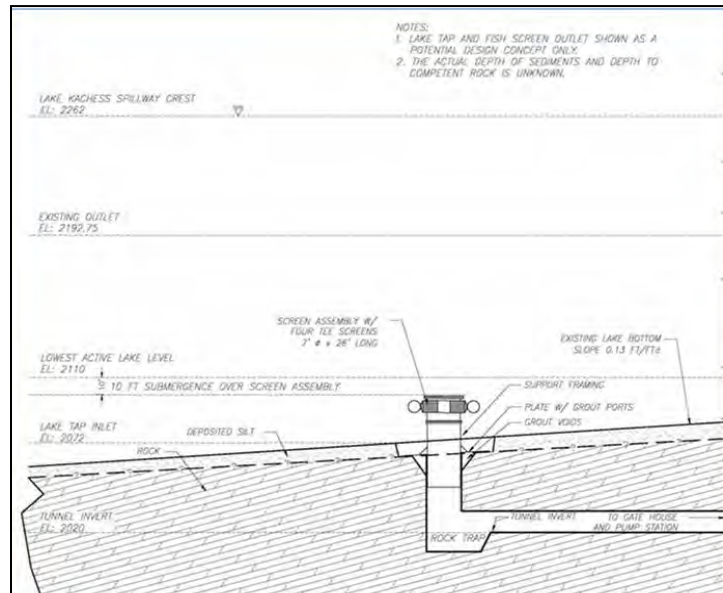 NOTES:
1. LAKE TAP AND FISH SCREEN OUTLET SHOWN AS A
POTENTIAL DESIGN CONCEPT ONLY.
2. THE ACTUAL DEPTH OF SEDIMENTS AND DEPTH TO
COMPETENT ROCK IS UNKNOWN.
LAKE KACHESS SPILLWAY CREST
EL: 2262
EXISTING OUTLET
EL: 2192.75
SCREEN ASSEMBLY W/
FOUR TEE SCREENS
7' ø x 26' LONG
EXISTING LAKE BOTTOM
SLOPE 0.13 FT/FT±
LOWEST ACTIVE LAKE LEVEL
EL: 2110
10 FT SUBMERGENCE OVER SCREEN ASSEMBLY
SUPPORT FRAMING
PLATE W/ GROUT PORTS
GROUT VOIDS
LAKE TAP INLET
EL: 2072
DEPOSITED SILT
ROCK
TUNNEL INVERT
EL: 2020
TUNNEL INVERT
TO GATE HOUSE
AND PUMP STATION
ROCK TRAP